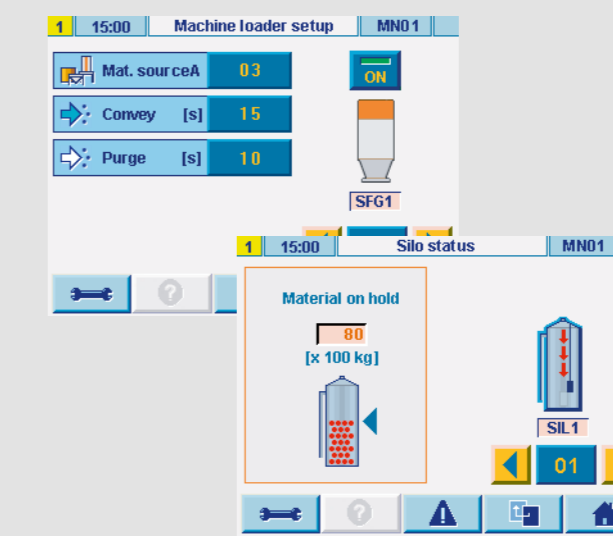 1 15:00 Machine loader setup MN01
Mat. sourceA 03
ON
Convey [s] 15
Purge [s] 10
SFG1
1 15:00 Silo status MN01
Material on hold
80
[x 100 kg]
SIL1
01